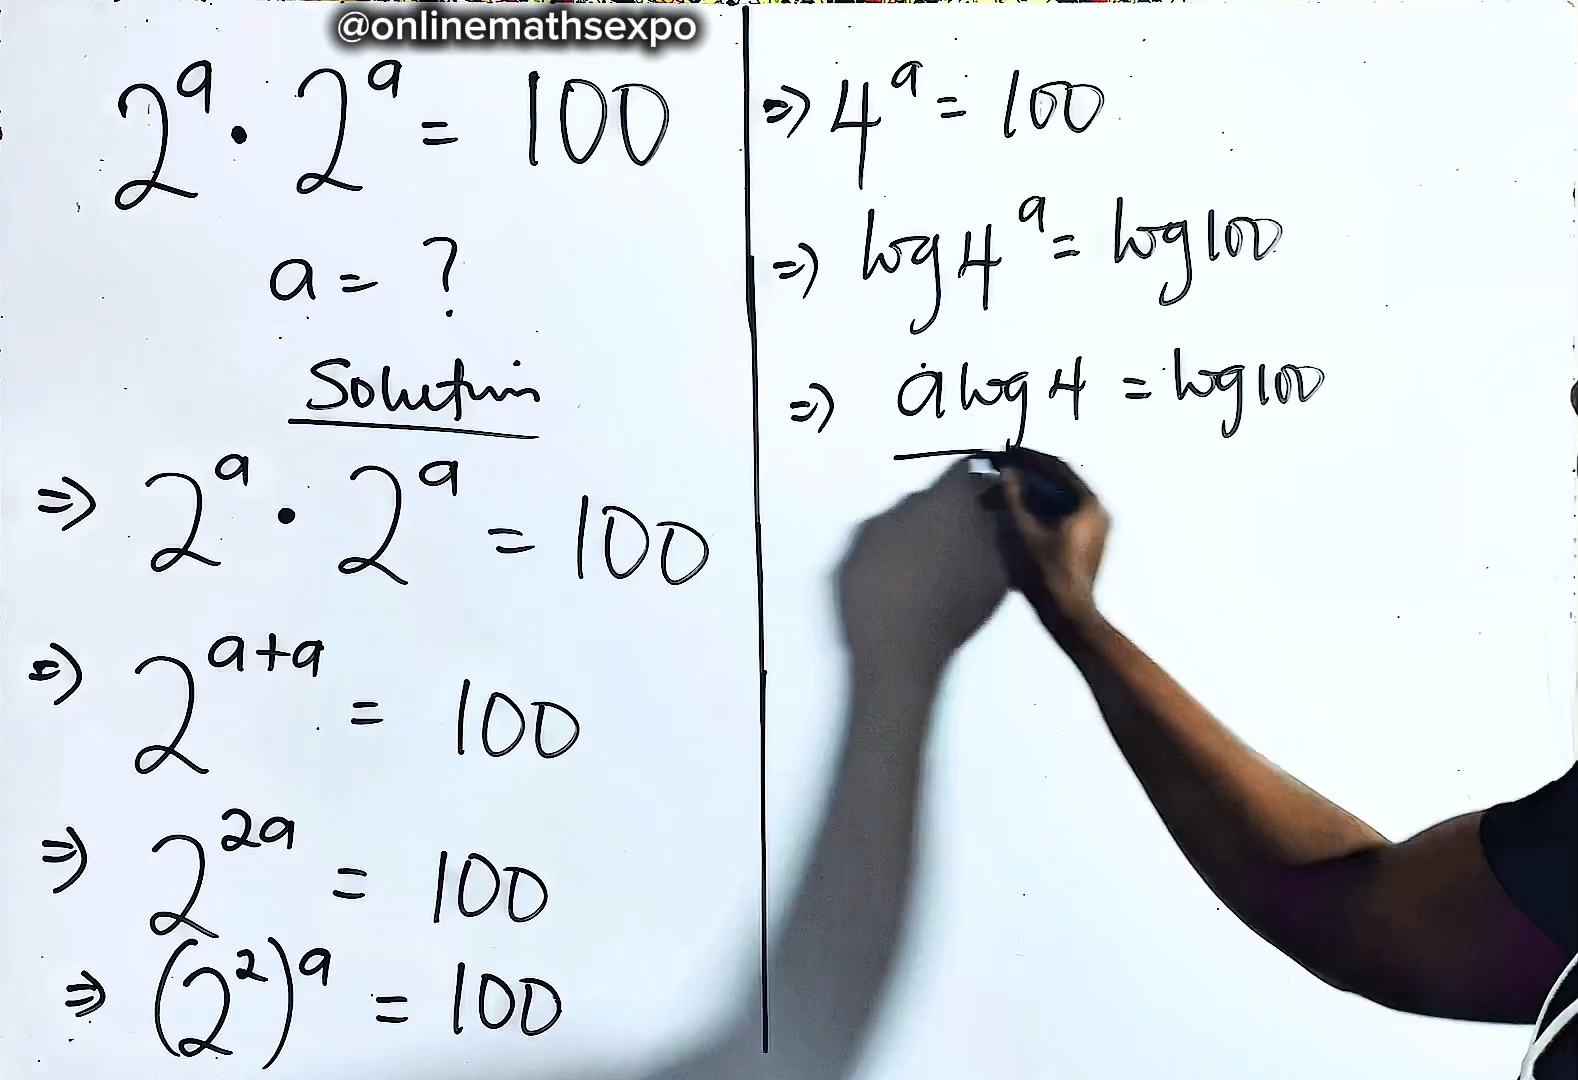 @onlinemathsexpo
2^a · 2^a = 100
a = ?
Solution
⇒ 2^a · 2^a = 100
⇒ 2^(a+a) = 100
⇒ 2^(2a) = 100
⇒ (2^2)^a = 100
⇒ 4^a = 100
⇒ log 4^a = log 100
⇒ a log 4 = log 100